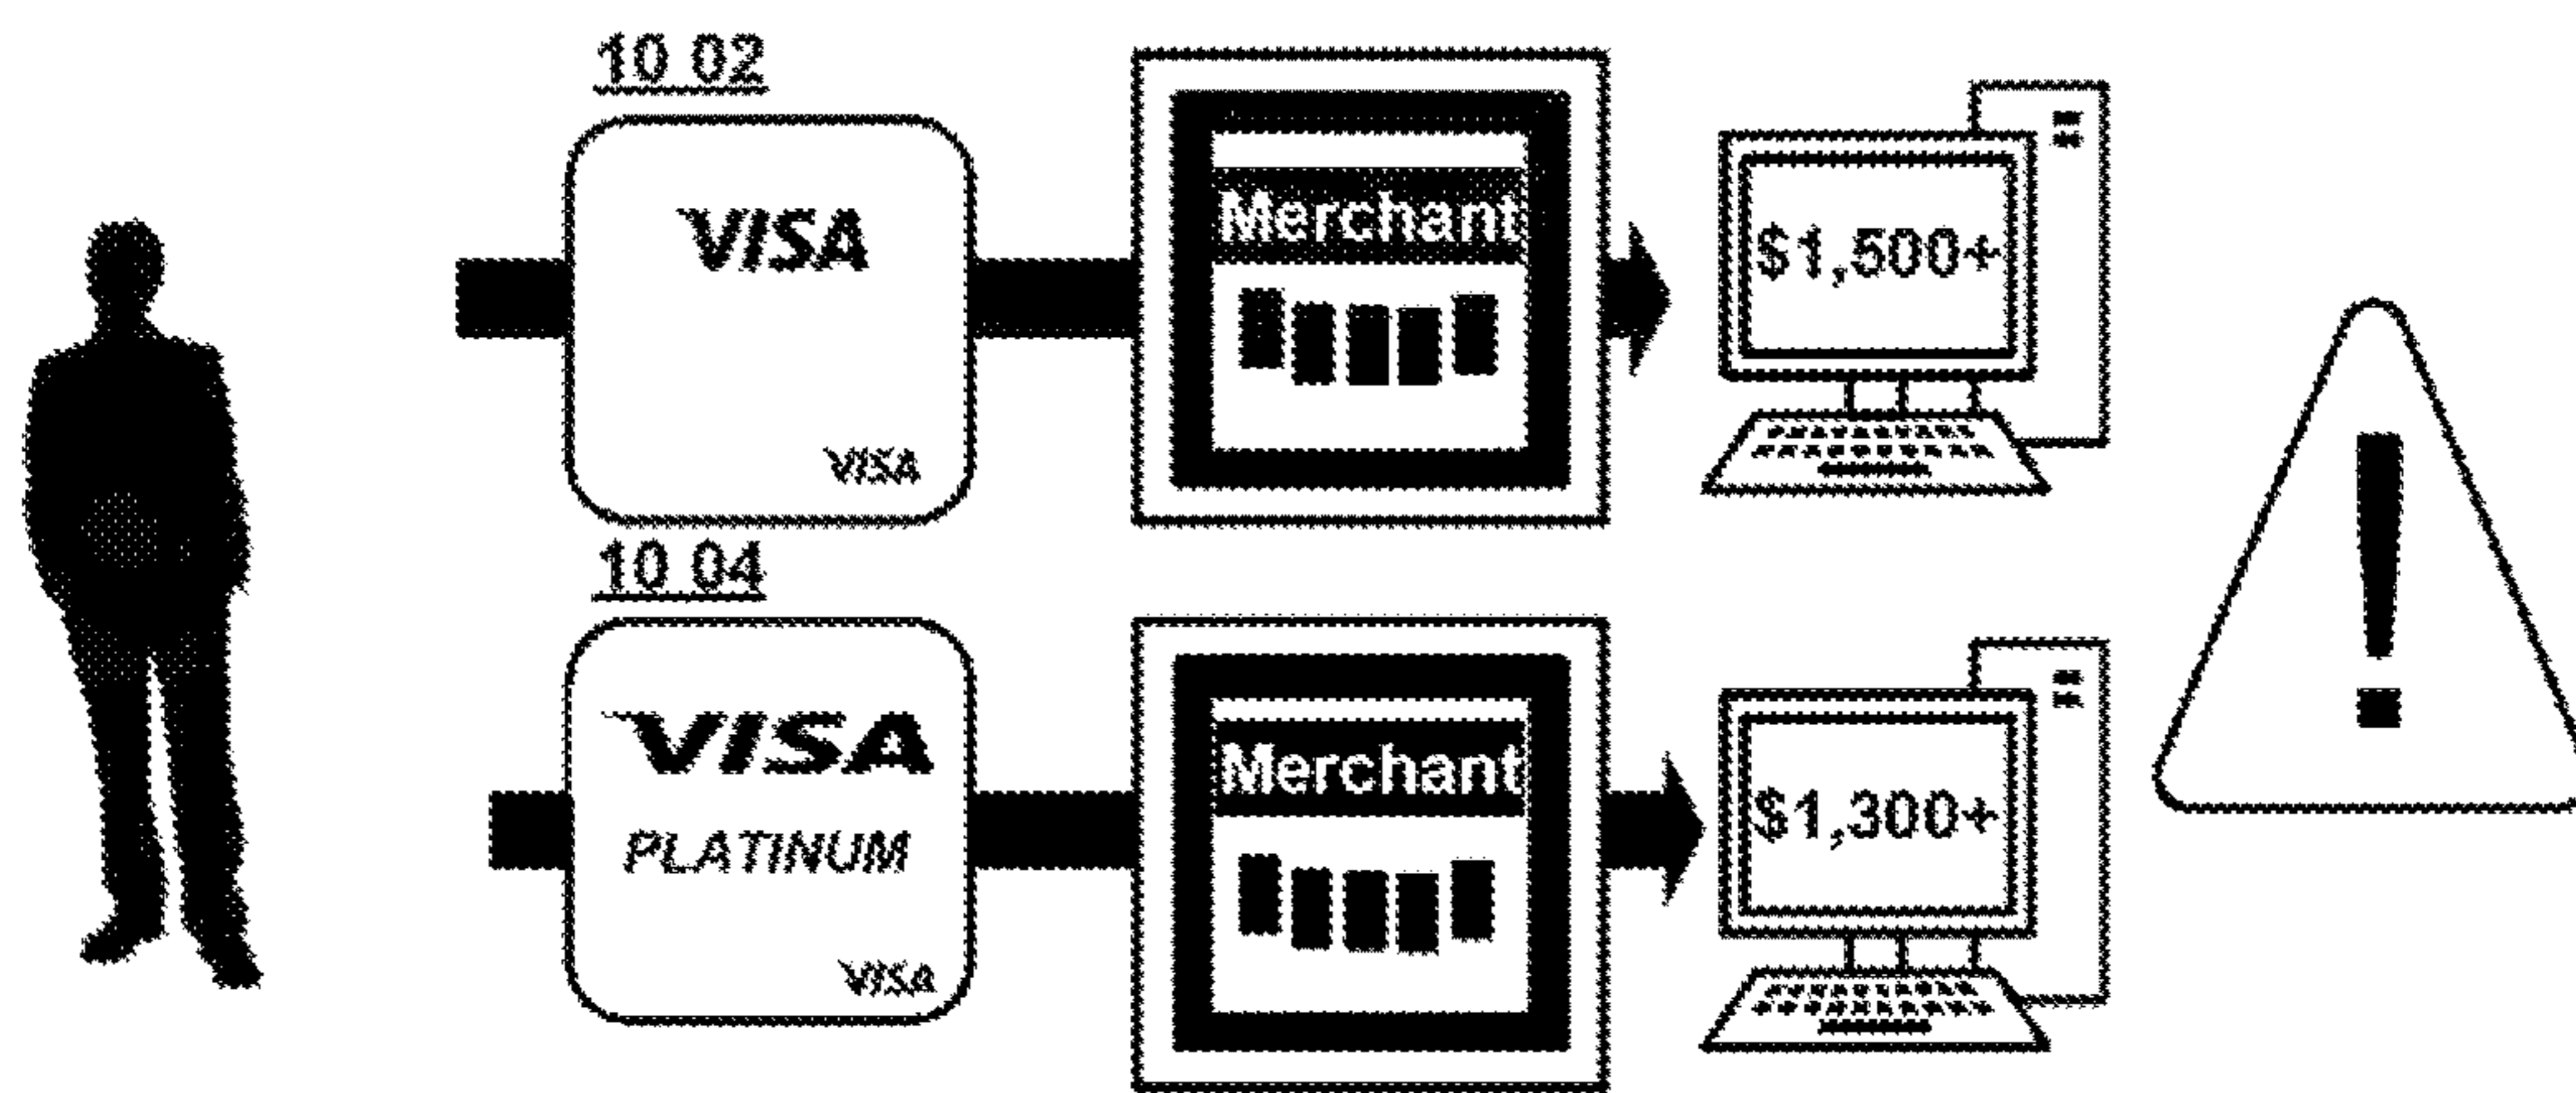 10 02
VISA
VISA
Merchant
$1,500+
10 04
VISA
PLATINUM
VISA
Merchant
$1,300+
!